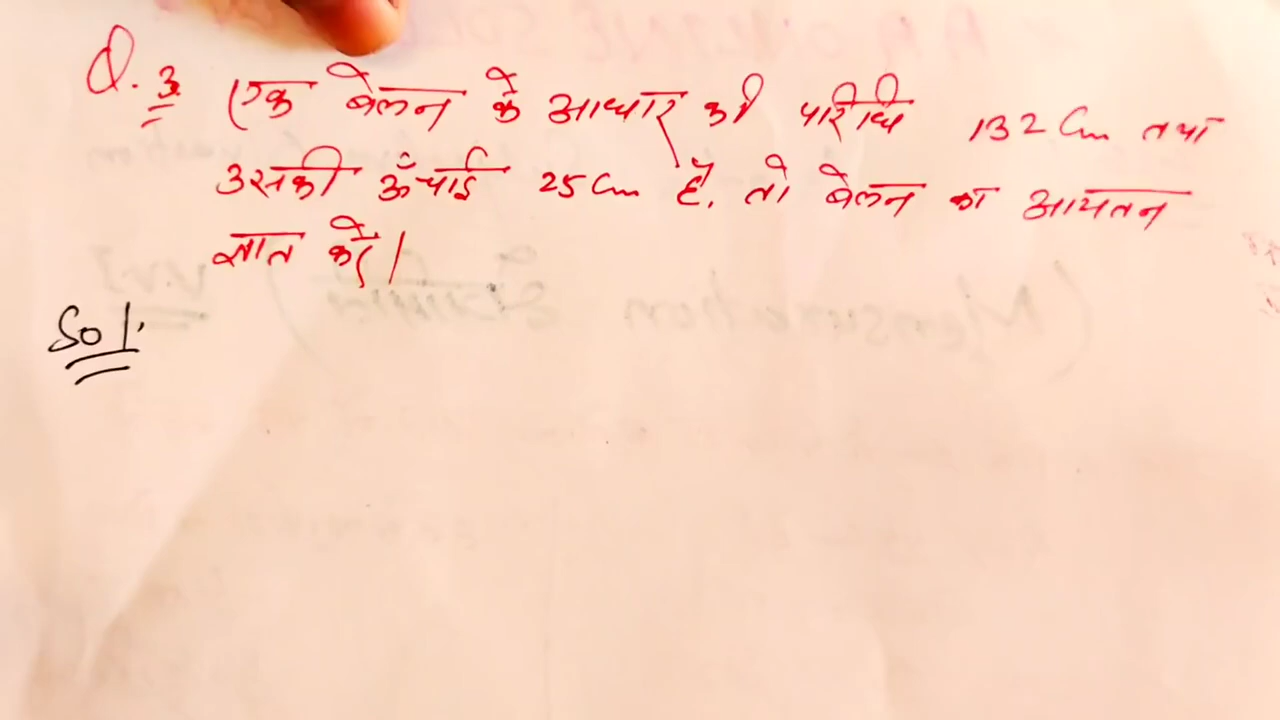 Q.3 एक बेलन के आधार की परिधि 132 Cm तथा
उसकी ऊँचाई 25 Cm है, तो बेलन का आयतन
ज्ञात करें।
Sol.